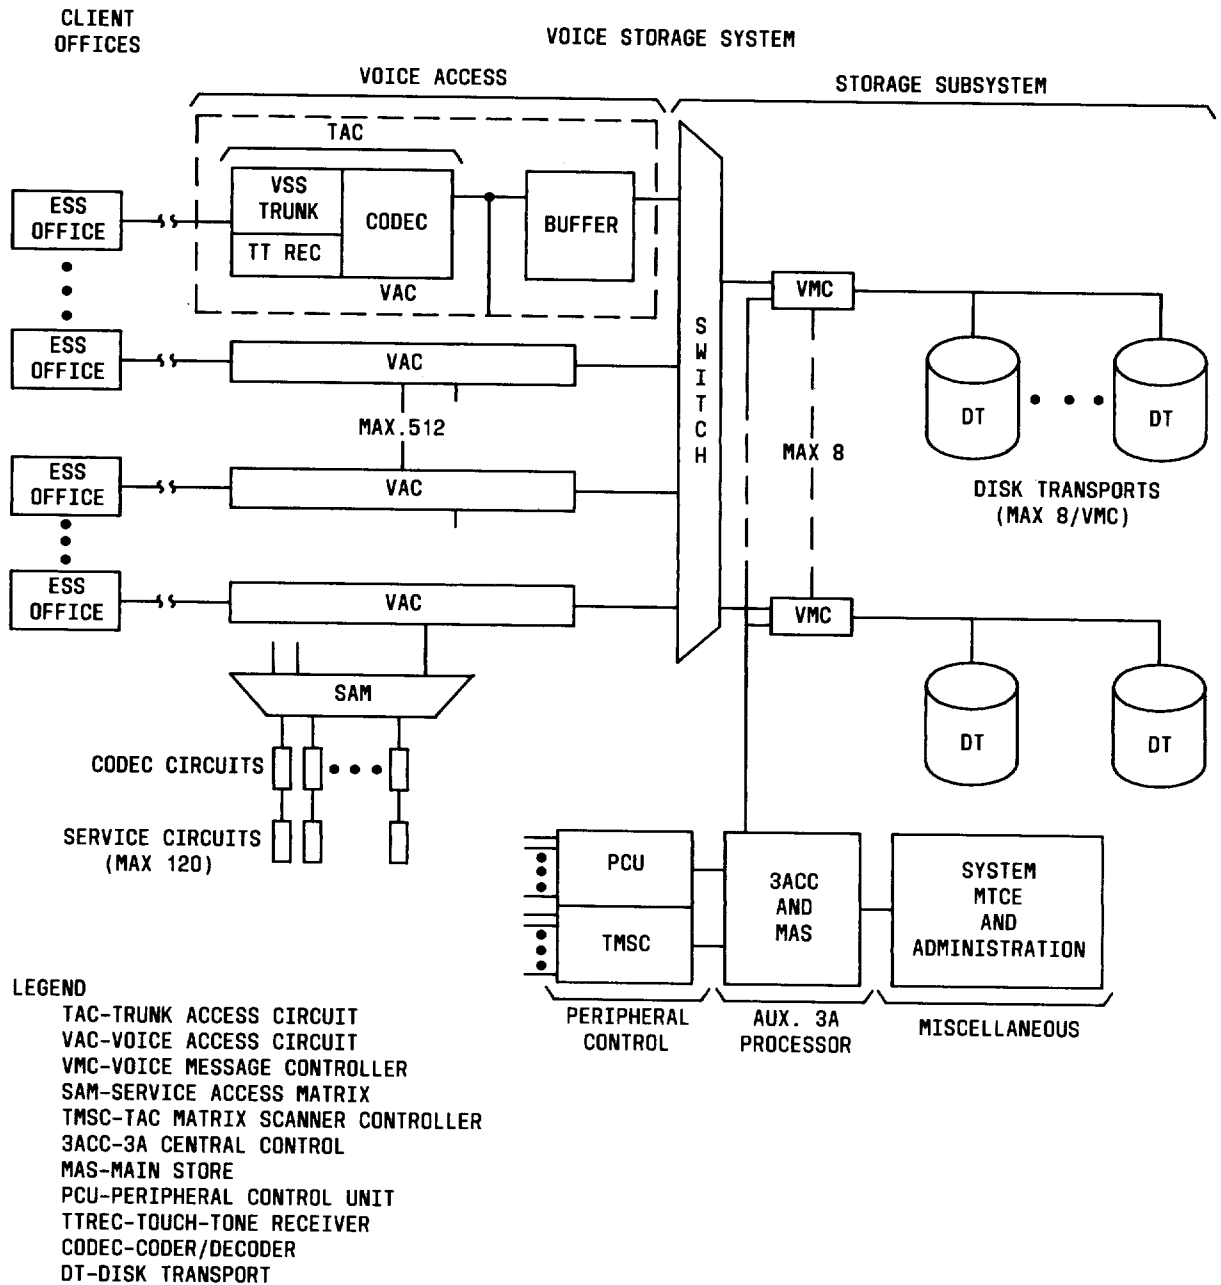 CLIENT
OFFICES
VOICE STORAGE SYSTEM
VOICE ACCESS
STORAGE SUBSYSTEM
TAC
VSS
TRUNK
TT REC
CODEC
BUFFER
VAC
ESS
OFFICE
ESS
OFFICE
VAC
MAX.512
ESS
OFFICE
VAC
ESS
OFFICE
VAC
SWITCH
VMC
MAX 8
VMC
DT
DT
DISK TRANSPORTS
(MAX 8/VMC)
DT
DT
SAM
CODEC CIRCUITS
SERVICE CIRCUITS
(MAX 120)
PCU
TMSC
3ACC
AND
MAS
SYSTEM
MTCE
AND
ADMINISTRATION
PERIPHERAL
CONTROL
AUX. 3A
PROCESSOR
MISCELLANEOUS
LEGEND
TAC-TRUNK ACCESS CIRCUIT
VAC-VOICE ACCESS CIRCUIT
VMC-VOICE MESSAGE CONTROLLER
SAM-SERVICE ACCESS MATRIX
TMSC-TAC MATRIX SCANNER CONTROLLER
3ACC-3A CENTRAL CONTROL
MAS-MAIN STORE
PCU-PERIPHERAL CONTROL UNIT
TTREC-TOUCH-TONE RECEIVER
CODEC-CODER/DECODER
DT-DISK TRANSPORT